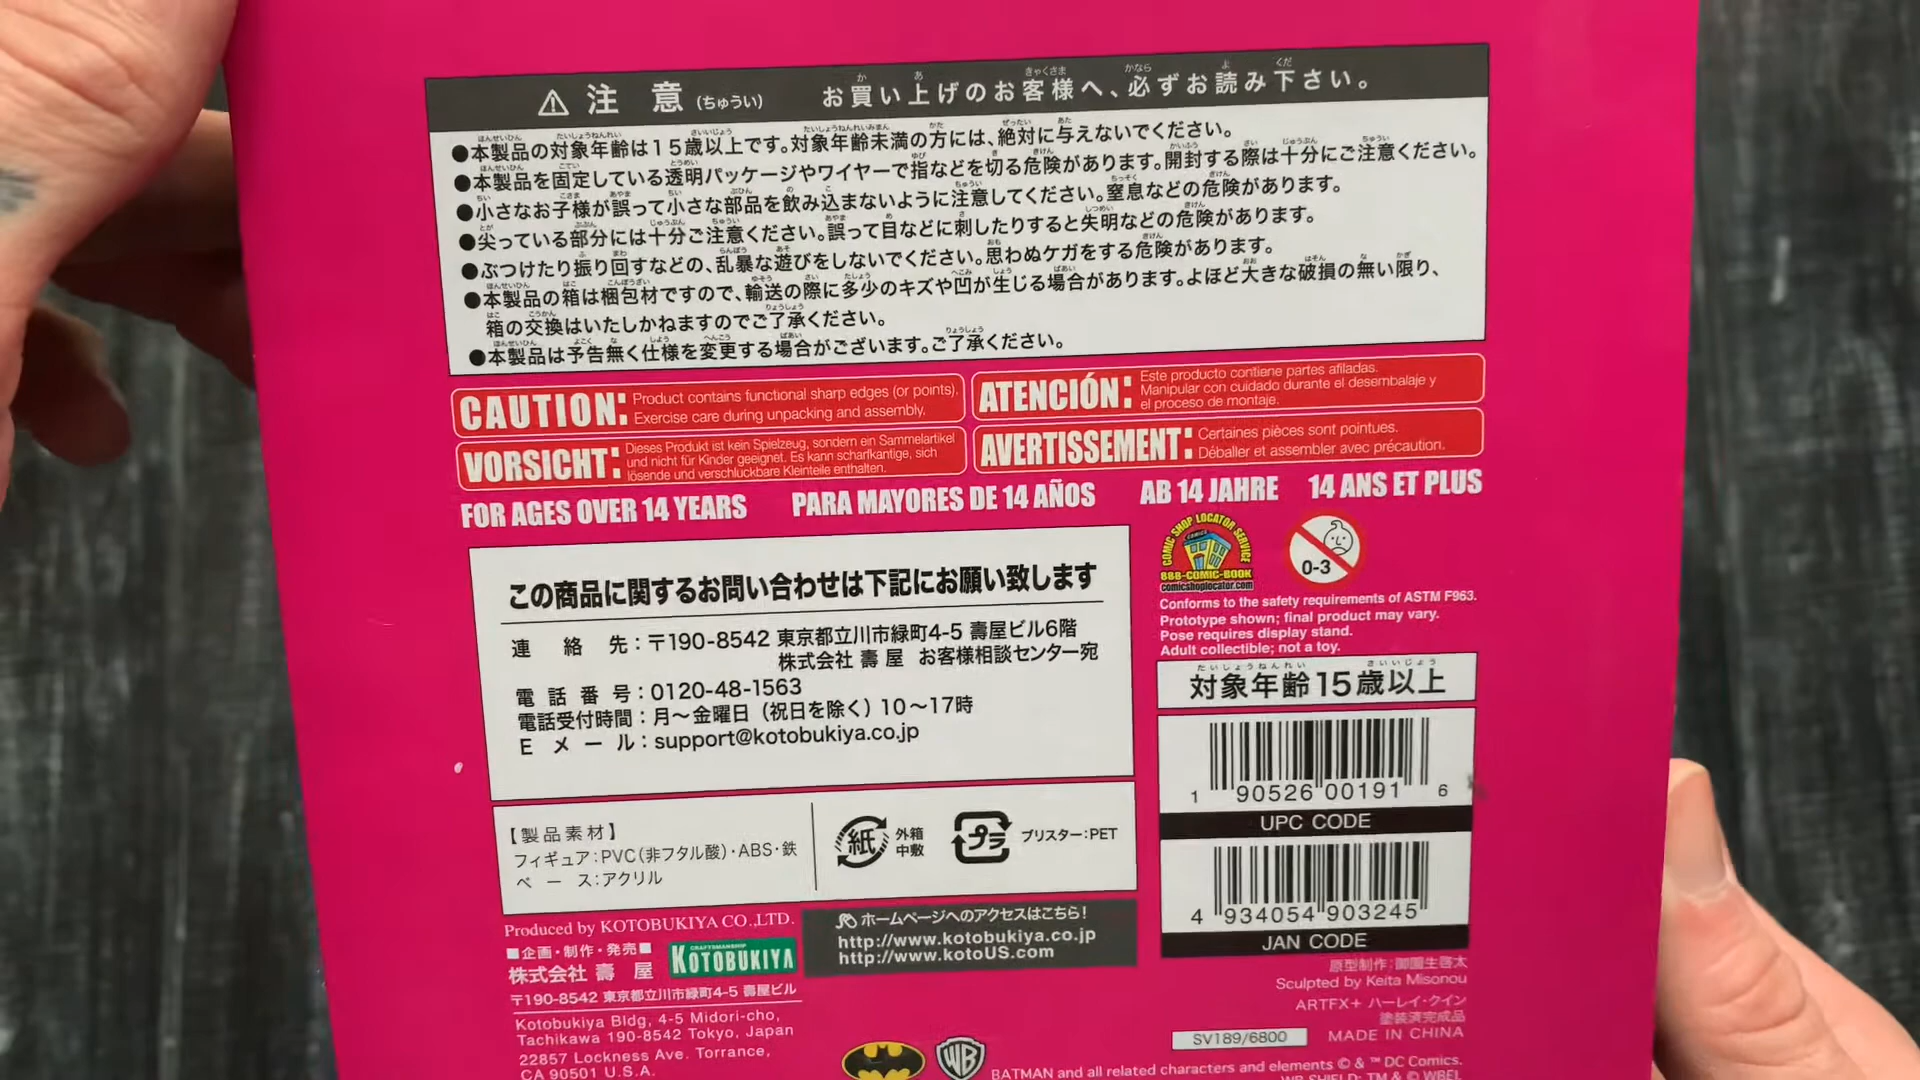 ⚠ 注意 (ちゅうい) お買い上げのお客様へ、必ずお読み下さい。
●本製品の対象年齢は15歳以上です。対象年齢未満の方には、絶対に与えないでください。
●本製品を固定している透明パッケージやワイヤーで指などを切る危険があります。開封する際は十分にご注意ください。
●小さなお子様が誤って小さな部品を飲み込まないように注意してください。窒息などの危険があります。
●尖っている部分には十分ご注意ください。誤って目などに刺したりすると失明などの危険があります。
●ぶつけたり振り回すなどの、乱暴な遊びをしないでください。思わぬケガをする危険があります。
●本製品の箱は梱包材ですので、輸送の際に多少のキズや凹が生じる場合があります。よほど大きな破損の無い限り、
箱の交換はいたしかねますのでご了承ください。
●本製品は予告無く仕様を変更する場合がございます。ご了承ください。
CAUTION: Product contains functional sharp edges (or points).
Exercise care during unpacking and assembly.
ATENCIÓN: Este producto contiene partes afiladas.
Manipular con cuidado durante el desembalaje y
el proceso de montaje.
VORSICHT: Dieses Produkt ist kein Spielzeug, sondern ein Sammelartikel
und nicht für Kinder geeignet. Es kann scharfkantige, sich
lösende und verschluckbare Kleinteile enthalten.
AVERTISSEMENT: Certaines pièces sont pointues.
Déballer et assembler avec précaution.
FOR AGES OVER 14 YEARS PARA MAYORES DE 14 AÑOS AB 14 JAHRE 14 ANS ET PLUS
この商品に関するお問い合わせは下記にお願い致します
連絡先:〒190-8542 東京都立川市緑町4-5 壽屋ビル6階
株式会社 壽屋 お客様相談センター宛
電話番号:0120-48-1563
電話受付時間:月〜金曜日(祝日を除く)10〜17時
Eメール:support@kotobukiya.co.jp
COMIC SHOP LOCATOR SERVICE
COMICS
888-COMIC-BOOK
comicshoplocator.com
0-3
Conforms to the safety requirements of ASTM F963.
Prototype shown; final product may vary.
Pose requires display stand.
Adult collectible; not a toy.
たいしょうねんれい さいいじょう
対象年齢15歳以上
1 90526 00191 6
UPC CODE
4 934054 903245
JAN CODE
【製品素材】
フィギュア:PVC(非フタル酸)・ABS・鉄
ベース:アクリル
紙 外箱
中敷
プラ ブリスター:PET
Produced by KOTOBUKIYA CO.,LTD.
■企画・制作・発売■
株式会社 壽屋
CRAFTSMANSHIP
KOTOBUKIYA
〒190-8542 東京都立川市緑町4-5 壽屋ビル
Kotobukiya Bldg, 4-5 Midori-cho,
Tachikawa 190-8542 Tokyo, Japan
22857 Lockness Ave. Torrance,
CA 90501 U.S.A.
ホームページへのアクセスはこちら!
http://www.kotobukiya.co.jp
http://www.kotoUS.com
原型制作:御園生啓太
Sculpted by Keita Misonou
ARTFX+ ハーレイ・クイン
塗装済完成品
SV189/6800 MADE IN CHINA
WB
BATMAN and all related characters and elements © & ™ DC Comics.
WB SHIELD: TM & © WBEI.